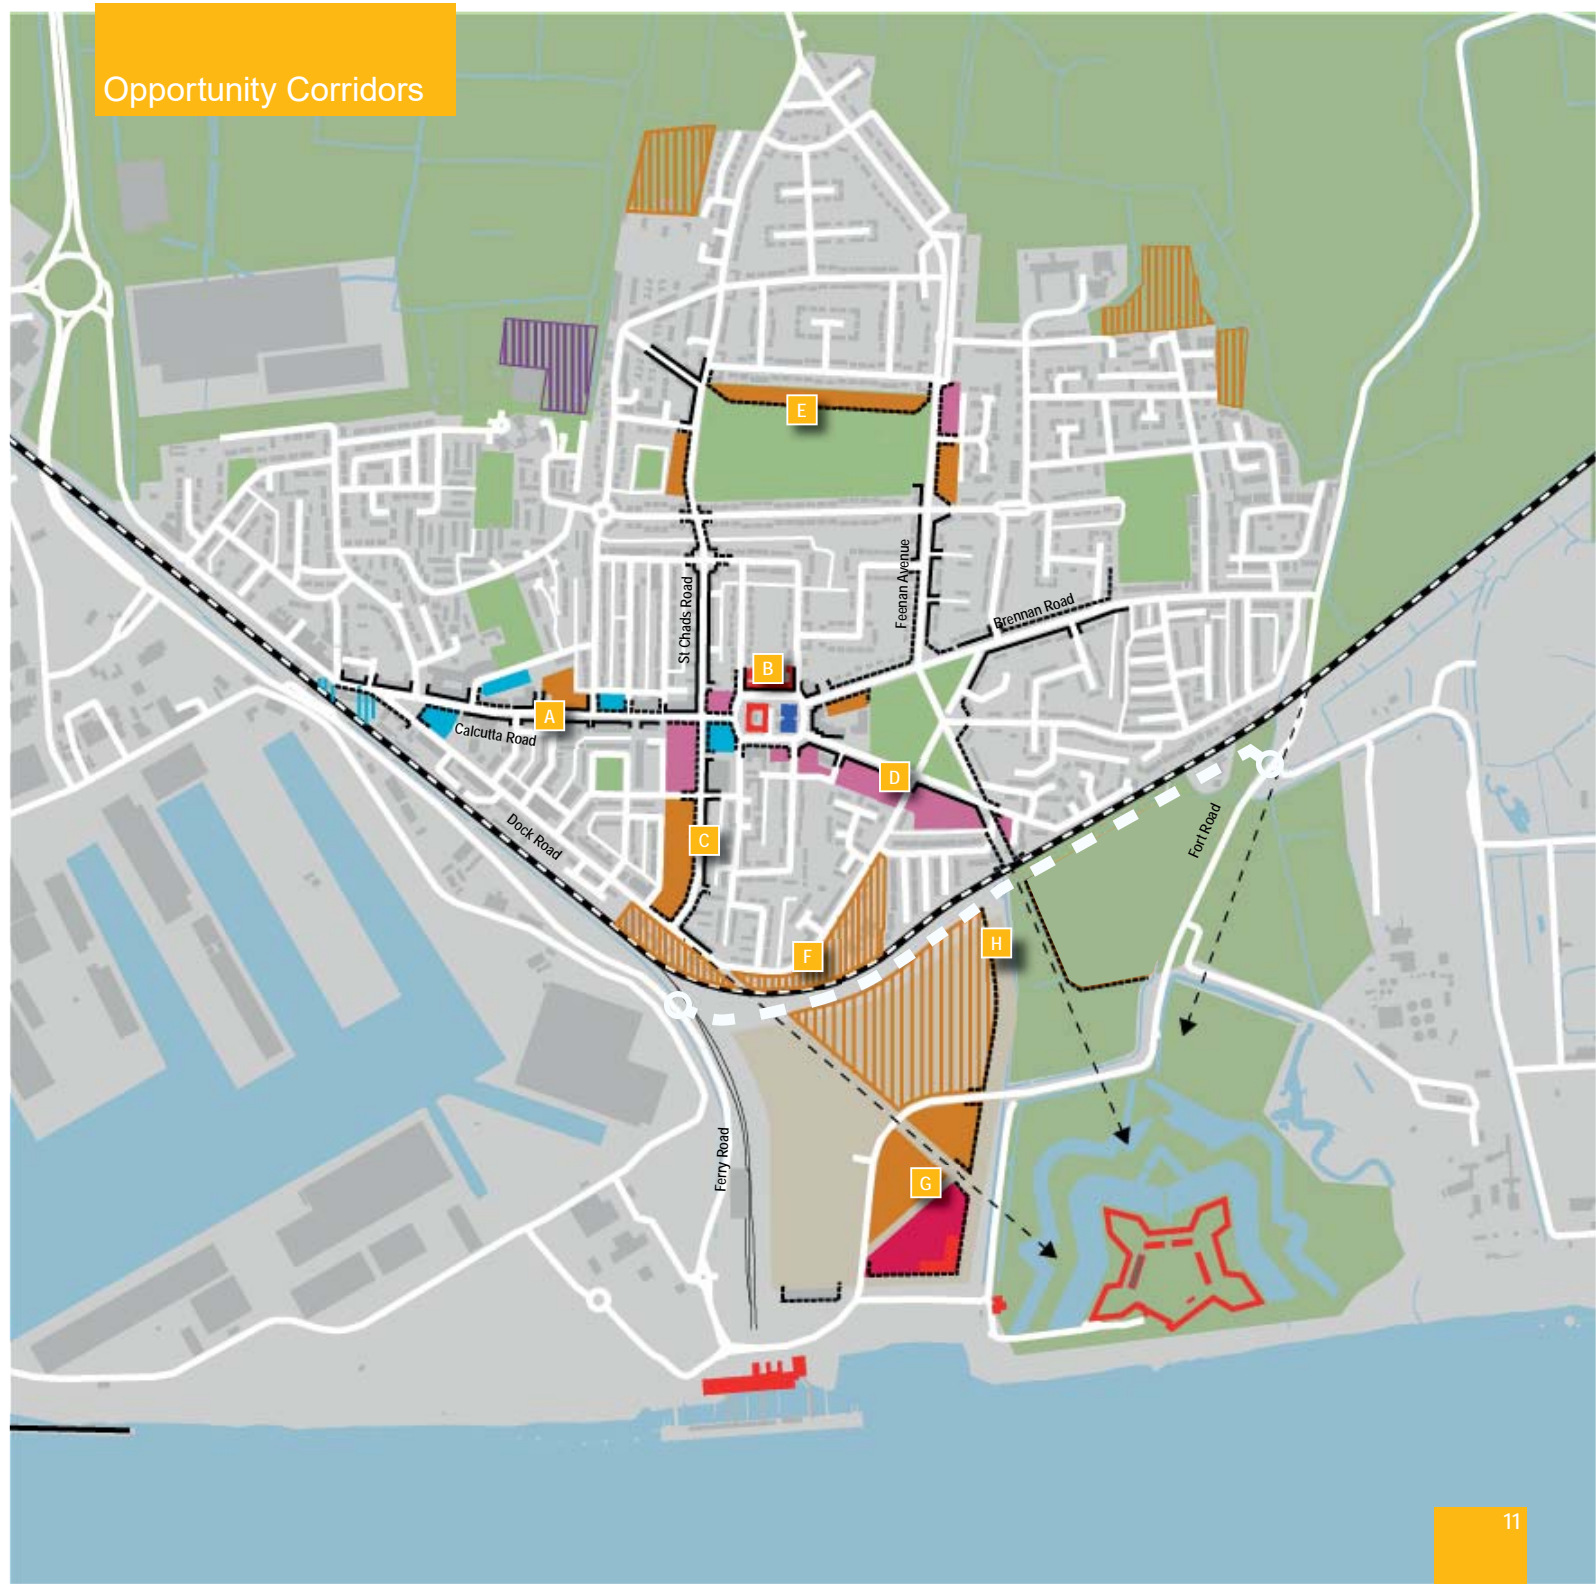 Opportunity Corridors
E
St Chads Road
Feenan Avenue
Brennan Road
B
A
Calcutta Road
D
Dock Road
C
Fort Road
F
H
Ferry Road
G
11